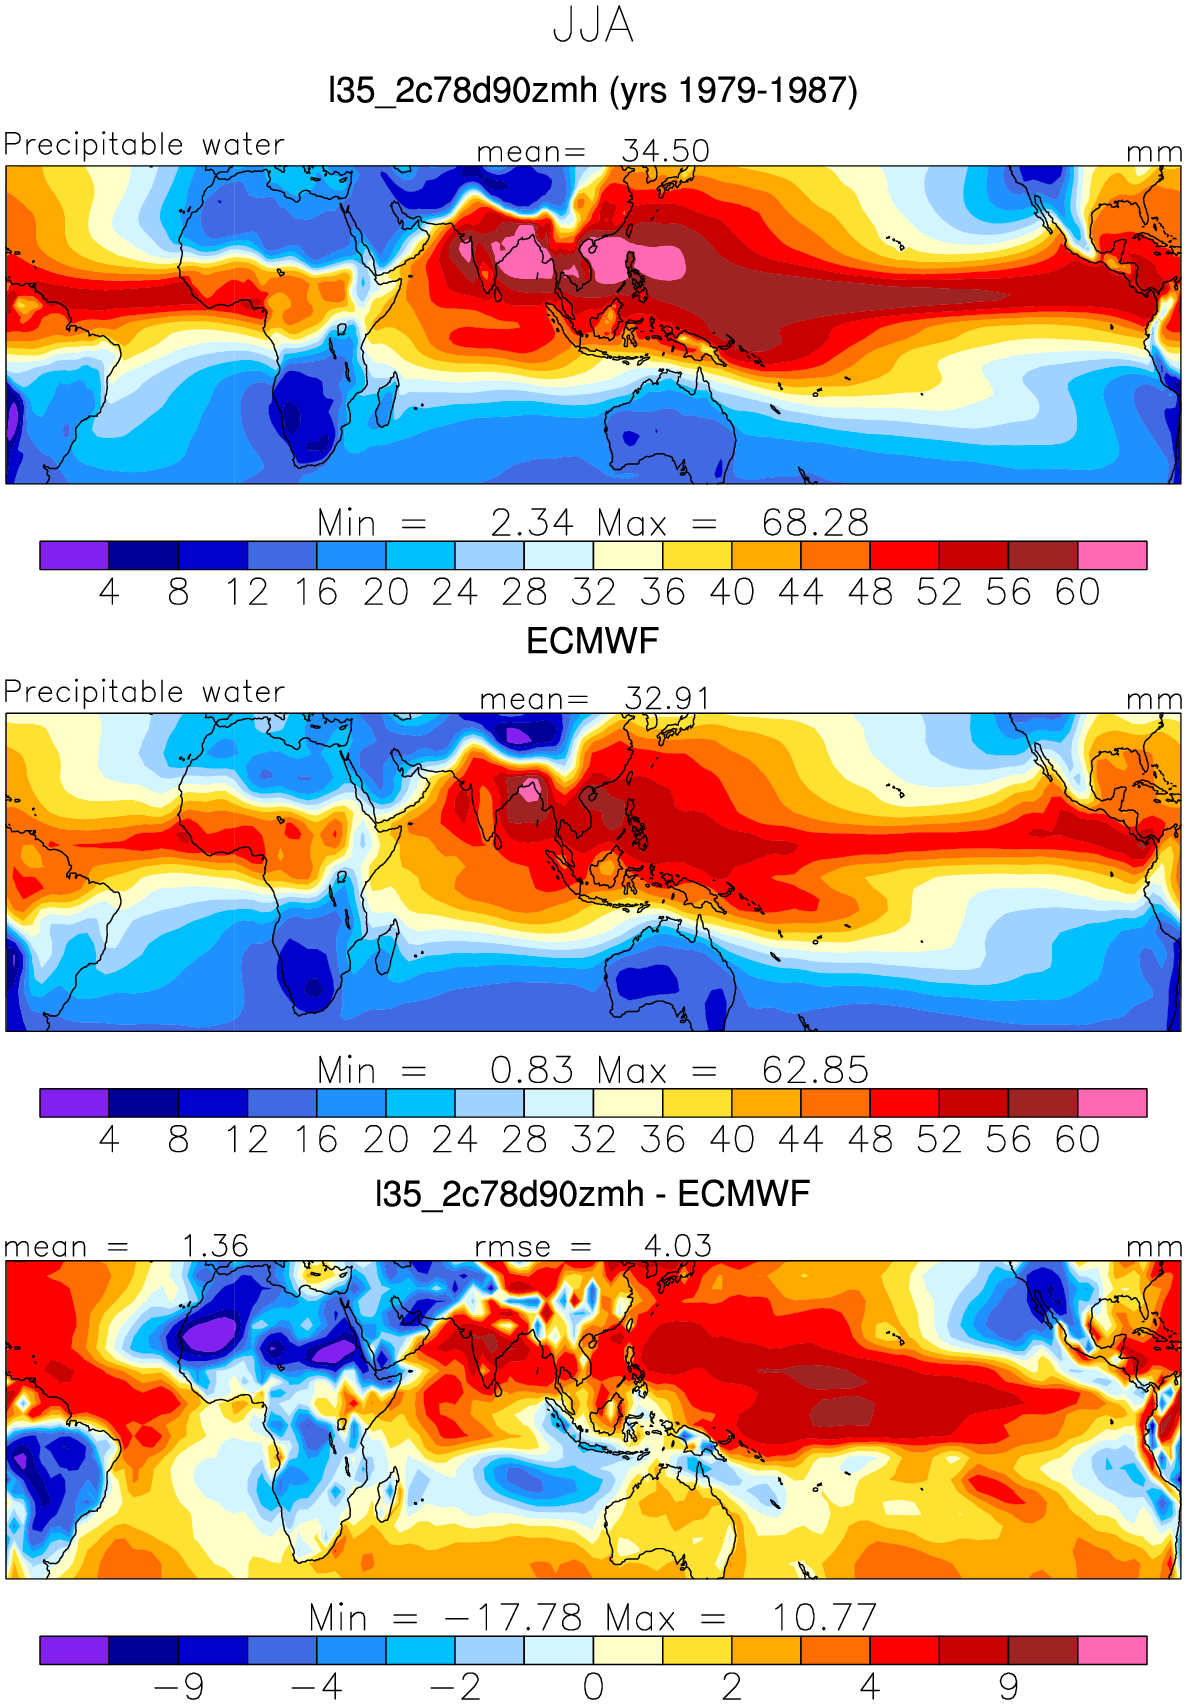 JJA
l35_2c78d90zmh (yrs 1979-1987)
Precipitable water mean= 34.50 mm
Min = 2.34 Max = 68.28
4 8 12 16 20 24 28 32 36 40 44 48 52 56 60
ECMWF
Precipitable water mean= 32.91 mm
Min = 0.83 Max = 62.85
4 8 12 16 20 24 28 32 36 40 44 48 52 56 60
l35_2c78d90zmh - ECMWF
mean = 1.36 rmse = 4.03 mm
Min = −17.78 Max = 10.77
−9 −4 −2 0 2 4 9